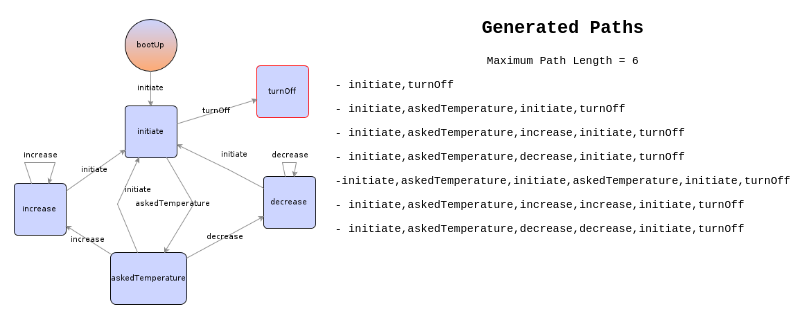 Generated Paths
Maximum Path Length = 6
bootUp
initiate
turnOff
turnOff
initiate
increase
initiate
initiate
decrease
initiate
increase
askedTemperature
decrease
increase
decrease
askedTemperature
- initiate,turnOff
- initiate,askedTemperature,initiate,turnOff
- initiate,askedTemperature,increase,initiate,turnOff
- initiate,askedTemperature,decrease,initiate,turnOff
-initiate,askedTemperature,initiate,askedTemperature,initiate,turnOff
- initiate,askedTemperature,increase,increase,initiate,turnOff
- initiate,askedTemperature,decrease,decrease,initiate,turnOff